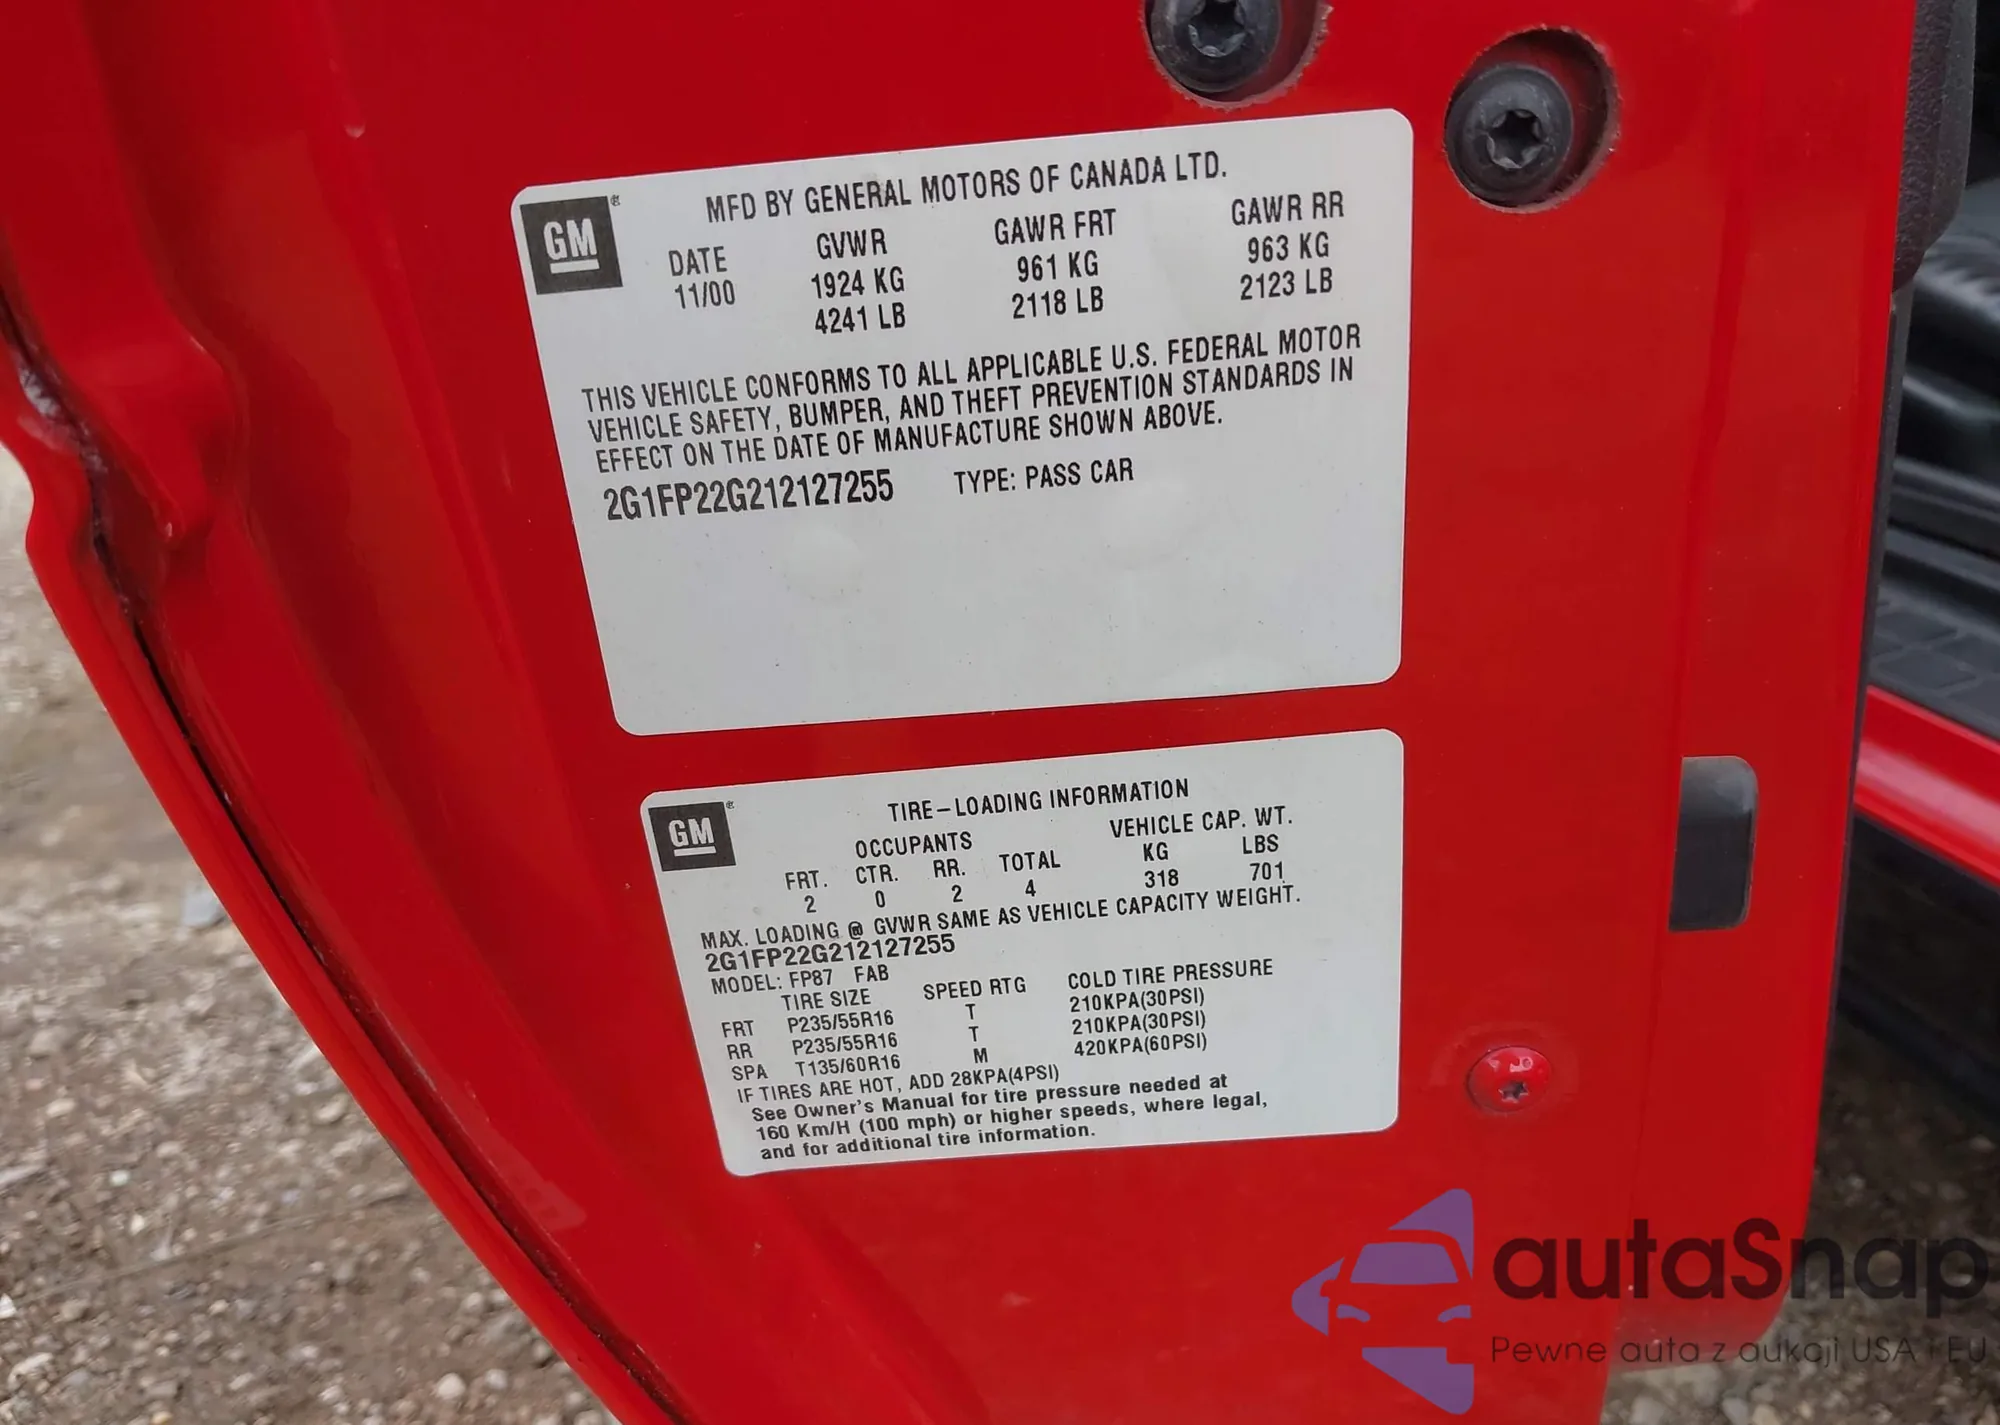 GM ®
MFD BY GENERAL MOTORS OF CANADA LTD.
DATE GVWR GAWR FRT GAWR RR
11/00 1924 KG 961 KG 963 KG
4241 LB 2118 LB 2123 LB
THIS VEHICLE CONFORMS TO ALL APPLICABLE U.S. FEDERAL MOTOR
VEHICLE SAFETY, BUMPER, AND THEFT PREVENTION STANDARDS IN
EFFECT ON THE DATE OF MANUFACTURE SHOWN ABOVE.
2G1FP22G212127255 TYPE: PASS CAR
GM ®
TIRE-LOADING INFORMATION
OCCUPANTS VEHICLE CAP. WT.
FRT. CTR. RR. TOTAL KG LBS
2 0 2 4 318 701
MAX. LOADING @ GVWR SAME AS VEHICLE CAPACITY WEIGHT.
2G1FP22G212127255
MODEL: FP87 FAB
TIRE SIZE SPEED RTG COLD TIRE PRESSURE
FRT P235/55R16 T 210KPA(30PSI)
RR P235/55R16 T 210KPA(30PSI)
SPA T135/60R16 M 420KPA(60PSI)
IF TIRES ARE HOT, ADD 28KPA(4PSI)
See Owner's Manual for tire pressure needed at
160 Km/H (100 mph) or higher speeds, where legal,
and for additional tire information.
autaSnap
Pewne auta z aukcji USA i EU